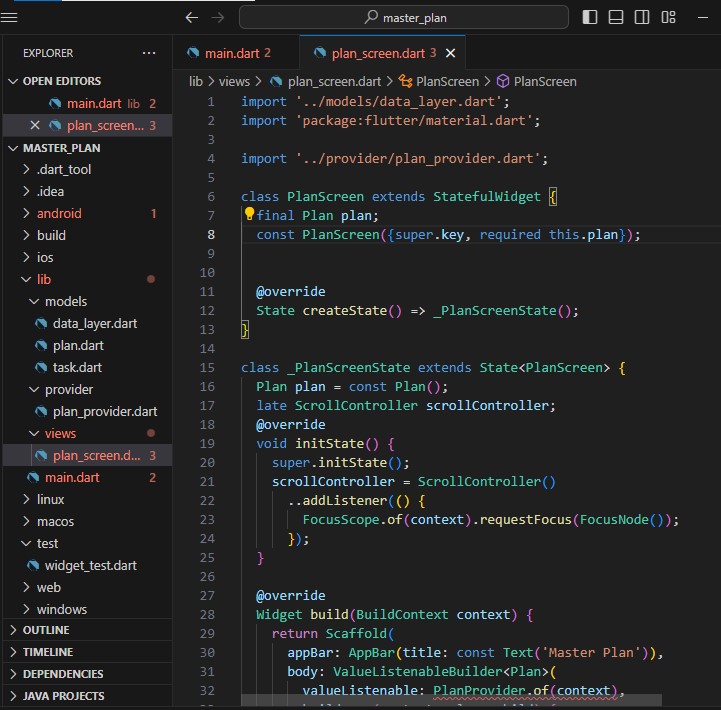 master_plan
EXPLORER ...
OPEN EDITORS
main.dart lib 2
plan_screen... 3
MASTER_PLAN
.dart_tool
.idea
android 1
build
ios
lib
models
data_layer.dart
plan.dart
task.dart
provider
plan_provider.dart
views
plan_screen.d... 3
main.dart 2
linux
macos
test
widget_test.dart
web
windows
OUTLINE
TIMELINE
DEPENDENCIES
JAVA PROJECTS
main.dart 2 plan_screen.dart 3
lib > views > plan_screen.dart > PlanScreen > PlanScreen
1 import '../models/data_layer.dart';
2 import 'package:flutter/material.dart';
3
4 import '../provider/plan_provider.dart';
5
6 class PlanScreen extends StatefulWidget {
7 final Plan plan;
8 const PlanScreen({super.key, required this.plan});
9
10
11 @override
12 State createState() => _PlanScreenState();
13 }
14
15 class _PlanScreenState extends State<PlanScreen> {
16 Plan plan = const Plan();
17 late ScrollController scrollController;
18 @override
19 void initState() {
20 super.initState();
21 scrollController = ScrollController()
22 ..addListener(() {
23 FocusScope.of(context).requestFocus(FocusNode());
24 });
25 }
26
27 @override
28 Widget build(BuildContext context) {
29 return Scaffold(
30 appBar: AppBar(title: const Text('Master Plan')),
31 body: ValueListenableBuilder<Plan>(
32 valueListenable: PlanProvider.of(context),